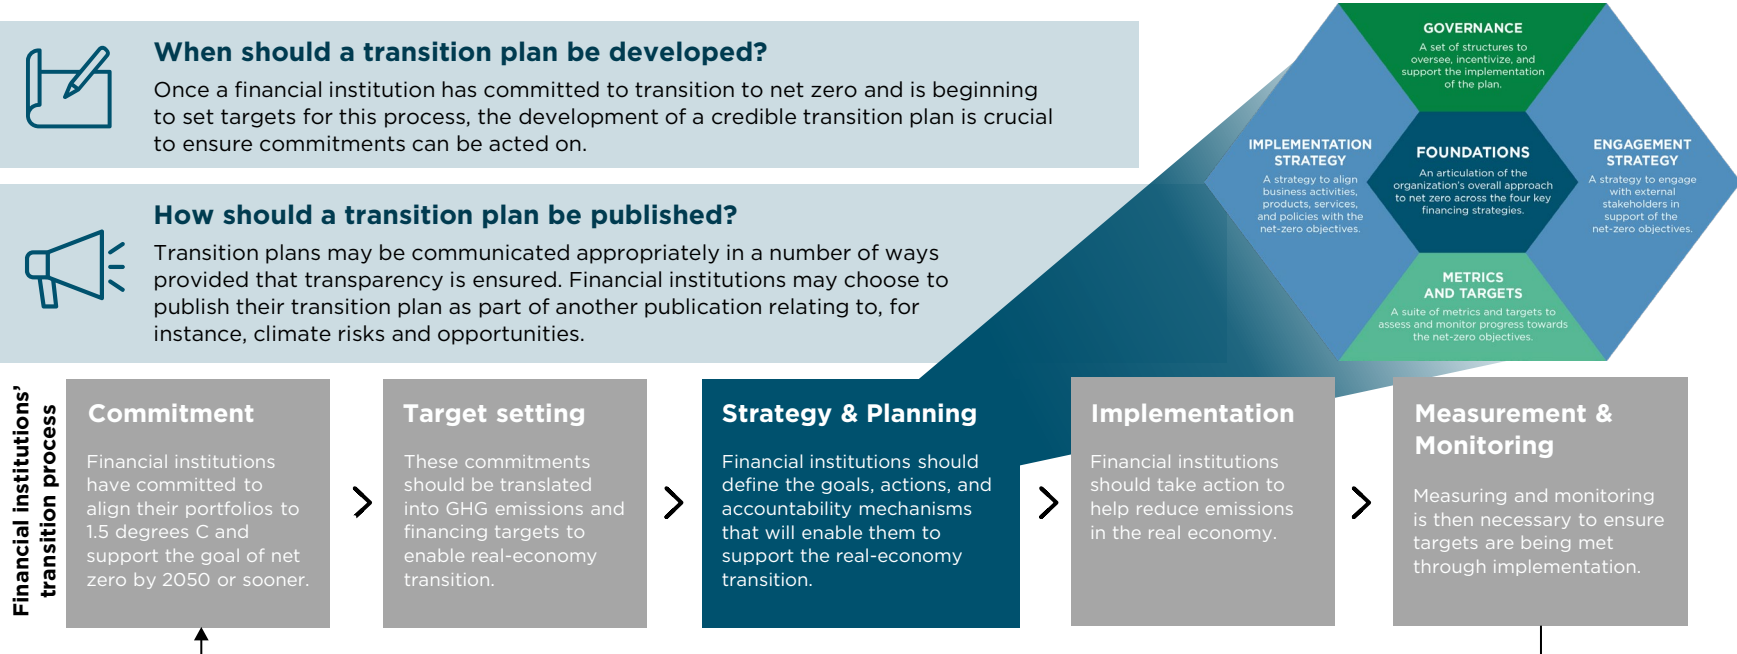 When should a transition plan be developed?
Once a financial institution has committed to transition to net zero and is beginning
to set targets for this process, the development of a credible transition plan is crucial
to ensure commitments can be acted on.
How should a transition plan be published?
Transition plans may be communicated appropriately in a number of ways
provided that transparency is ensured. Financial institutions may choose to
publish their transition plan as part of another publication relating to, for
instance, climate risks and opportunities.
GOVERNANCE
A set of structures to
oversee, incentivize, and
support the implementation
of the plan.
IMPLEMENTATION
STRATEGY
A strategy to align
business activities,
products, services,
and policies with the
net-zero objectives.
FOUNDATIONS
An articulation of the
organization's overall approach
to net zero across the four key
financing strategies.
ENGAGEMENT
STRATEGY
A strategy to engage
with external
stakeholders in
support of the
net-zero objectives.
METRICS
AND TARGETS
A suite of metrics and targets to
assess and monitor progress towards
the net-zero objectives.
Financial institutions'
transition process
Commitment
Financial institutions
have committed to
align their portfolios to
1.5 degrees C and
support the goal of net
zero by 2050 or sooner.
Target setting
These commitments
should be translated
into GHG emissions and
financing targets to
enable real-economy
transition.
Strategy & Planning
Financial institutions should
define the goals, actions, and
accountability mechanisms
that will enable them to
support the real-economy
transition.
Implementation
Financial institutions
should take action to
help reduce emissions
in the real economy.
Measurement &
Monitoring
Measuring and monitoring
is then necessary to ensure
targets are being met
through implementation.